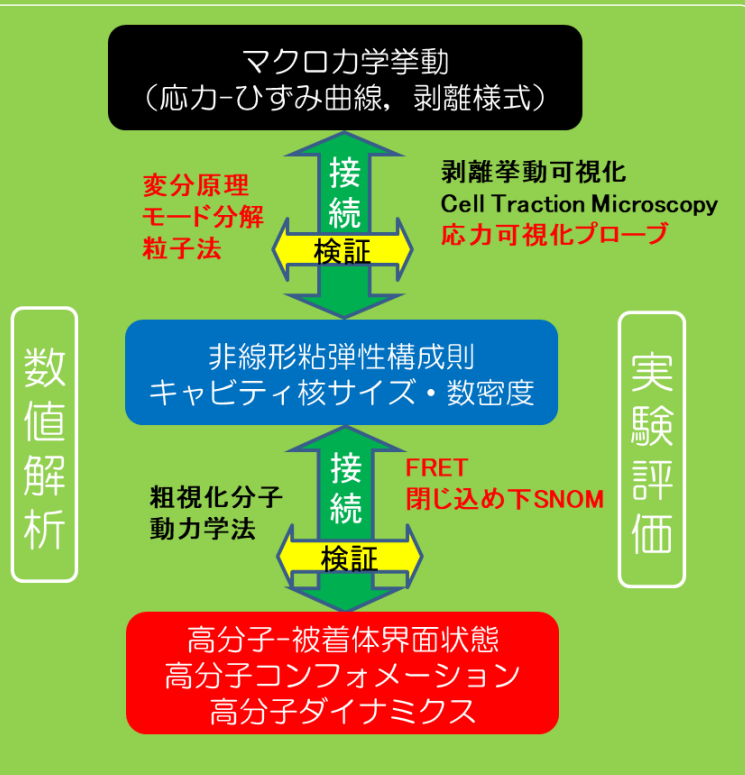 マクロ力学挙動
（応力-ひずみ曲線，剥離様式）
接続
検証
変分原理
モード分解
粒子法
剥離挙動可視化
Cell Traction Microscopy
応力可視化プローブ
数値解析
実験評価
非線形粘弾性構成則
キャビティ核サイズ・数密度
接続
検証
粗視化分子
動力学法
FRET
閉じ込め下SNOM
高分子-被着体界面状態
高分子コンフォメーション
高分子ダイナミクス